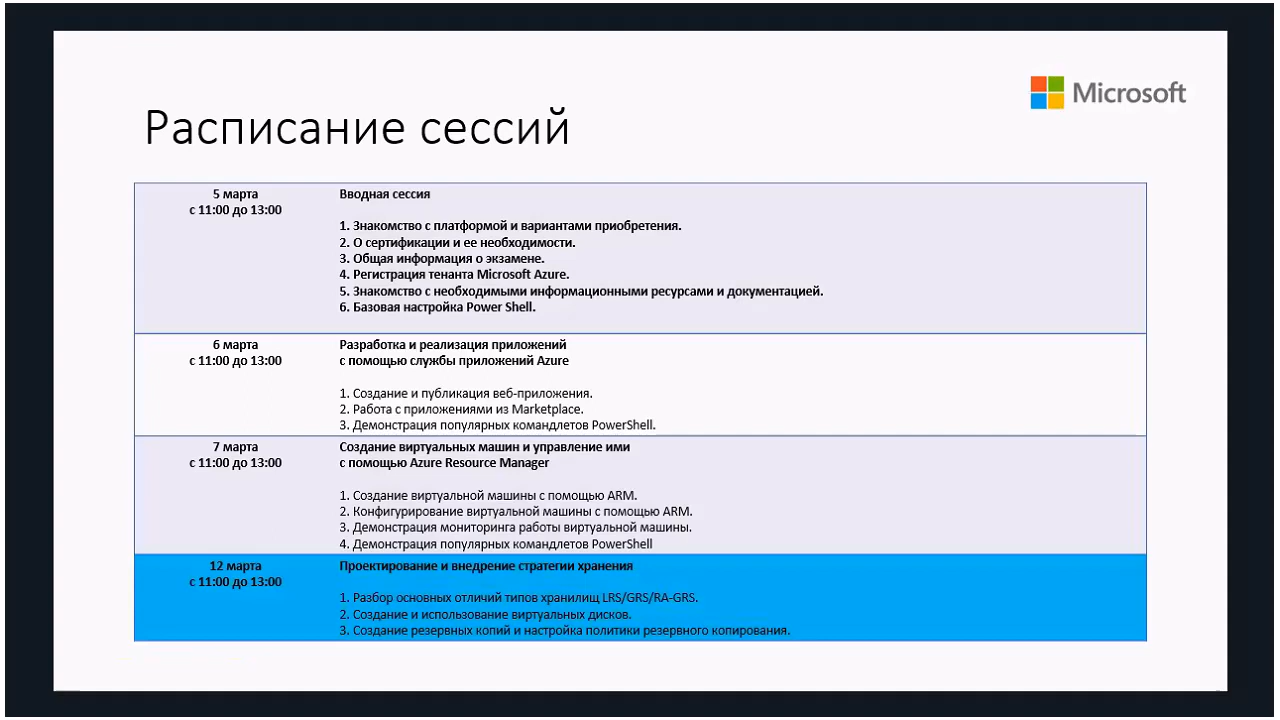 Microsoft
Расписание сессий
5 марта
с 11:00 до 13:00
Вводная сессия
1. Знакомство с платформой и вариантами приобретения.
2. О сертификации и ее необходимости.
3. Общая информация о экзамене.
4. Регистрация тенанта Microsoft Azure.
5. Знакомство с необходимыми информационными ресурсами и документацией.
6. Базовая настройка Power Shell.
6 марта
с 11:00 до 13:00
Разработка и реализация приложений
с помощью службы приложений Azure
1. Создание и публикация веб-приложения.
2. Работа с приложениями из Marketplace.
3. Демонстрация популярных командлетов PowerShell.
7 марта
с 11:00 до 13:00
Создание виртуальных машин и управление ими
с помощью Azure Resource Manager
1. Создание виртуальной машины с помощью ARM.
2. Конфигурирование виртуальной машины с помощью ARM.
3. Демонстрация мониторинга работы виртуальной машины.
4. Демонстрация популярных командлетов PowerShell
12 марта
с 11:00 до 13:00
Проектирование и внедрение стратегии хранения
1. Разбор основных отличий типов хранилищ LRS/GRS/RA-GRS.
2. Создание и использование виртуальных дисков.
3. Создание резервных копий и настройка политики резервного копирования.